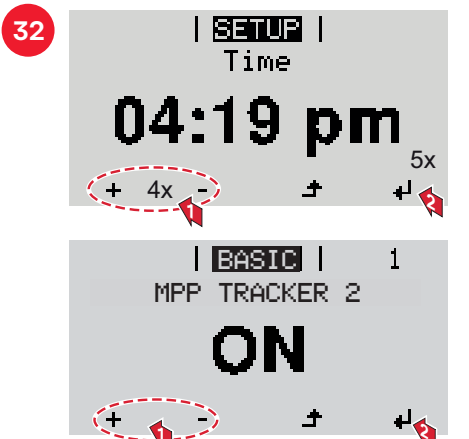 32
| SETUP |
Time
04:19 pm
5x
+ 4x -
1
2
| BASIC | 1
MPP TRACKER 2
ON
+ -
1
2